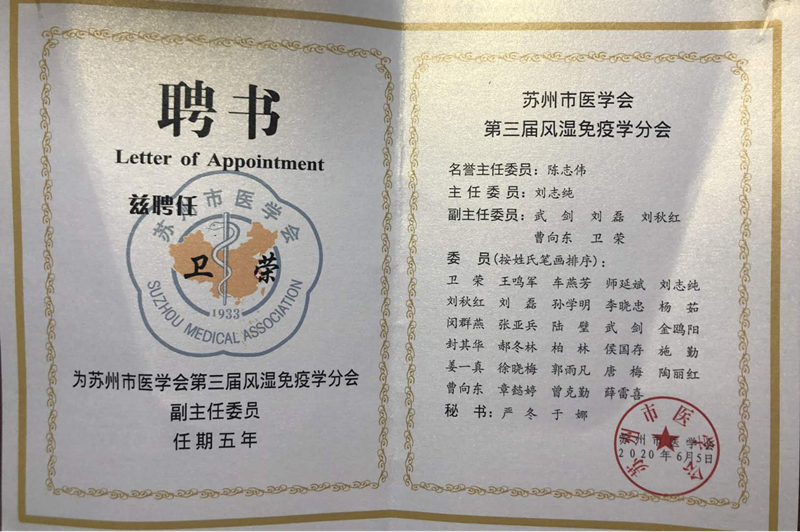 聘书
Letter of Appointment
兹聘任
苏州市医学会
卫荣
1933
SUZHOU MEDICAL ASSOCIATION
为苏州市医学会第三届风湿免疫学分会
副主任委员
任期五年
苏州市医学会
第三届风湿免疫学分会
名誉主任委员：陈志伟
主任委员：刘志纯
副主任委员：武剑 刘磊 刘秋红
曹向东 卫荣
委员(按姓氏笔画排序)：
卫荣 王鸣军 车燕芳 师延斌 刘志纯
刘秋红 刘磊 孙学明 李晓忠 杨茹
闵群燕 张亚兵 陆壁 武剑 金鸥阳
封其华 郝冬林 柏林 侯国存 施勤
姜一真 徐晓梅 郭雨凡 唐梅 陶丽红
曹向东 章懿婷 曾克勤 薛雷喜
秘书：严冬 于娜
苏州市医学会
苏州市医学会
2020年6月5日